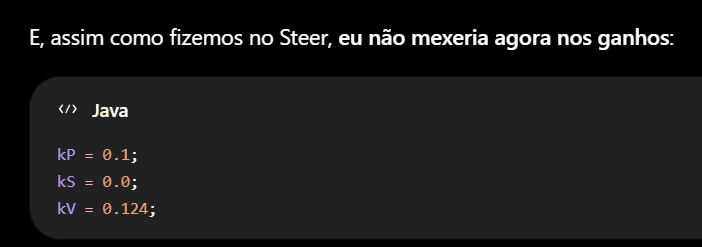 E, assim como fizemos no Steer, eu não mexeria agora nos ganhos:
</> Java
kP = 0.1;
kS = 0.0;
kV = 0.124;